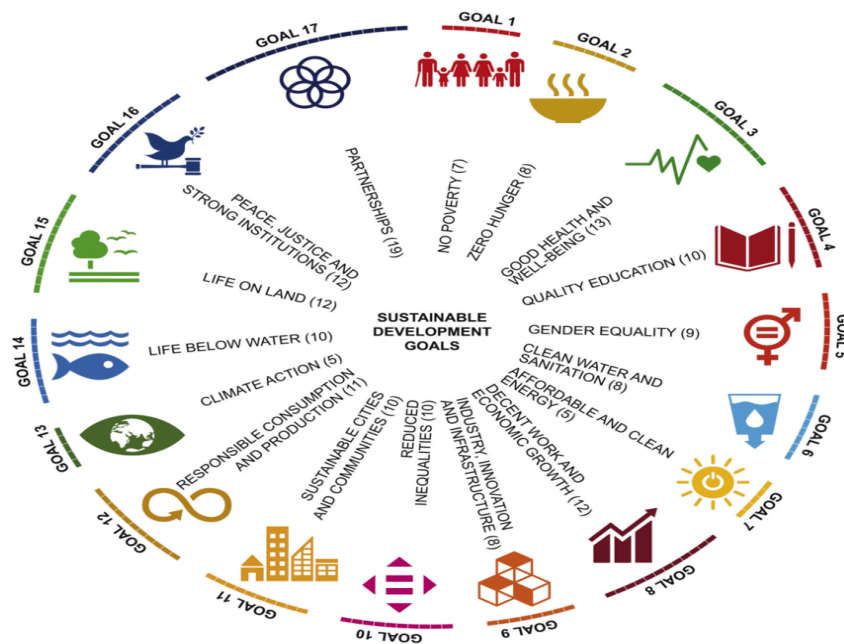 GOAL 1
GOAL 2
GOAL 3
GOAL 4
GOAL 5
GOAL 6
GOAL 7
GOAL 8
GOAL 9
GOAL 10
GOAL 11
GOAL 12
GOAL 13
GOAL 14
GOAL 15
GOAL 16
GOAL 17
SUSTAINABLE
DEVELOPMENT
GOALS
NO POVERTY (7)
ZERO HUNGER (8)
GOOD HEALTH AND
WELL-BEING (13)
QUALITY EDUCATION (10)
GENDER EQUALITY (9)
CLEAN WATER AND
SANITATION (8)
AFFORDABLE AND CLEAN
ENERGY (5)
DECENT WORK AND
ECONOMIC GROWTH (12)
INDUSTRY, INNOVATION
AND INFRASTRUCTURE (8)
REDUCED
INEQUALITIES (10)
SUSTAINABLE CITIES
AND COMMUNITIES (10)
RESPONSIBLE CONSUMPTION
AND PRODUCTION (11)
CLIMATE ACTION (5)
LIFE BELOW WATER (10)
LIFE ON LAND (12)
PEACE, JUSTICE AND
STRONG INSTITUTIONS (12)
PARTNERSHIPS (19)